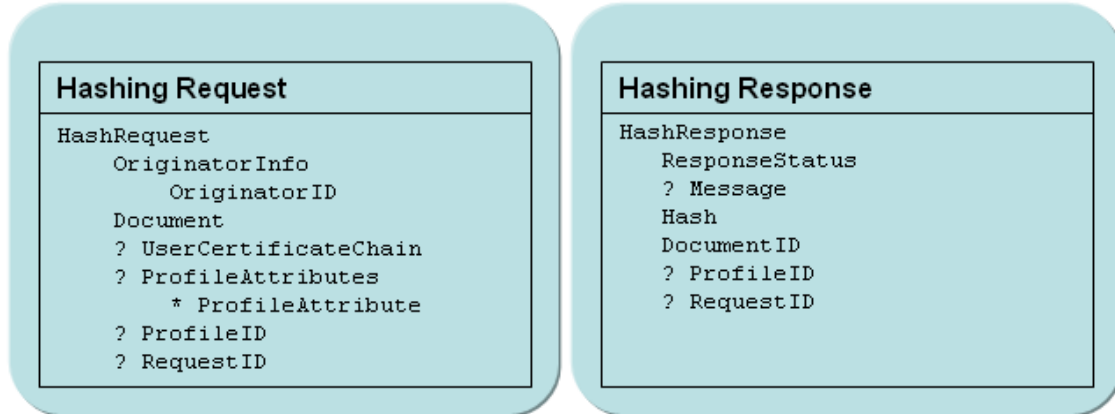 Hashing Request
HashRequest
OriginatorInfo
OriginatorID
Document
? UserCertificateChain
? ProfileAttributes
* ProfileAttribute
? ProfileID
? RequestID
Hashing Response
HashResponse
ResponseStatus
? Message
Hash
DocumentID
? ProfileID
? RequestID